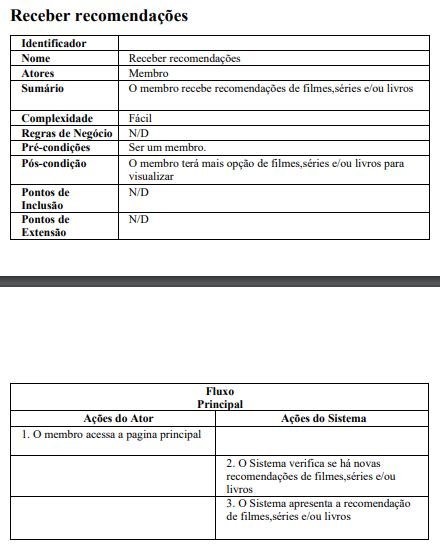 Receber recomendações
Identificador
Nome Receber recomendações
Atores Membro
Sumário O membro recebe recomendações de filmes,séries e/ou livros
Complexidade Fácil
Regras de Negócio N/D
Pré-condições Ser um membro.
Pós-condição O membro terá mais opção de filmes,séries e/ou livros para
visualizar
Pontos de N/D
Inclusão
Pontos de N/D
Extensão
Fluxo
Principal
Ações do Ator Ações do Sistema
1. O membro acessa a pagina principal
2. O Sistema verifica se há novas
recomendações de filmes,séries e/ou
livros
3. O Sistema apresenta a recomendação
de filmes,séries e/ou livros